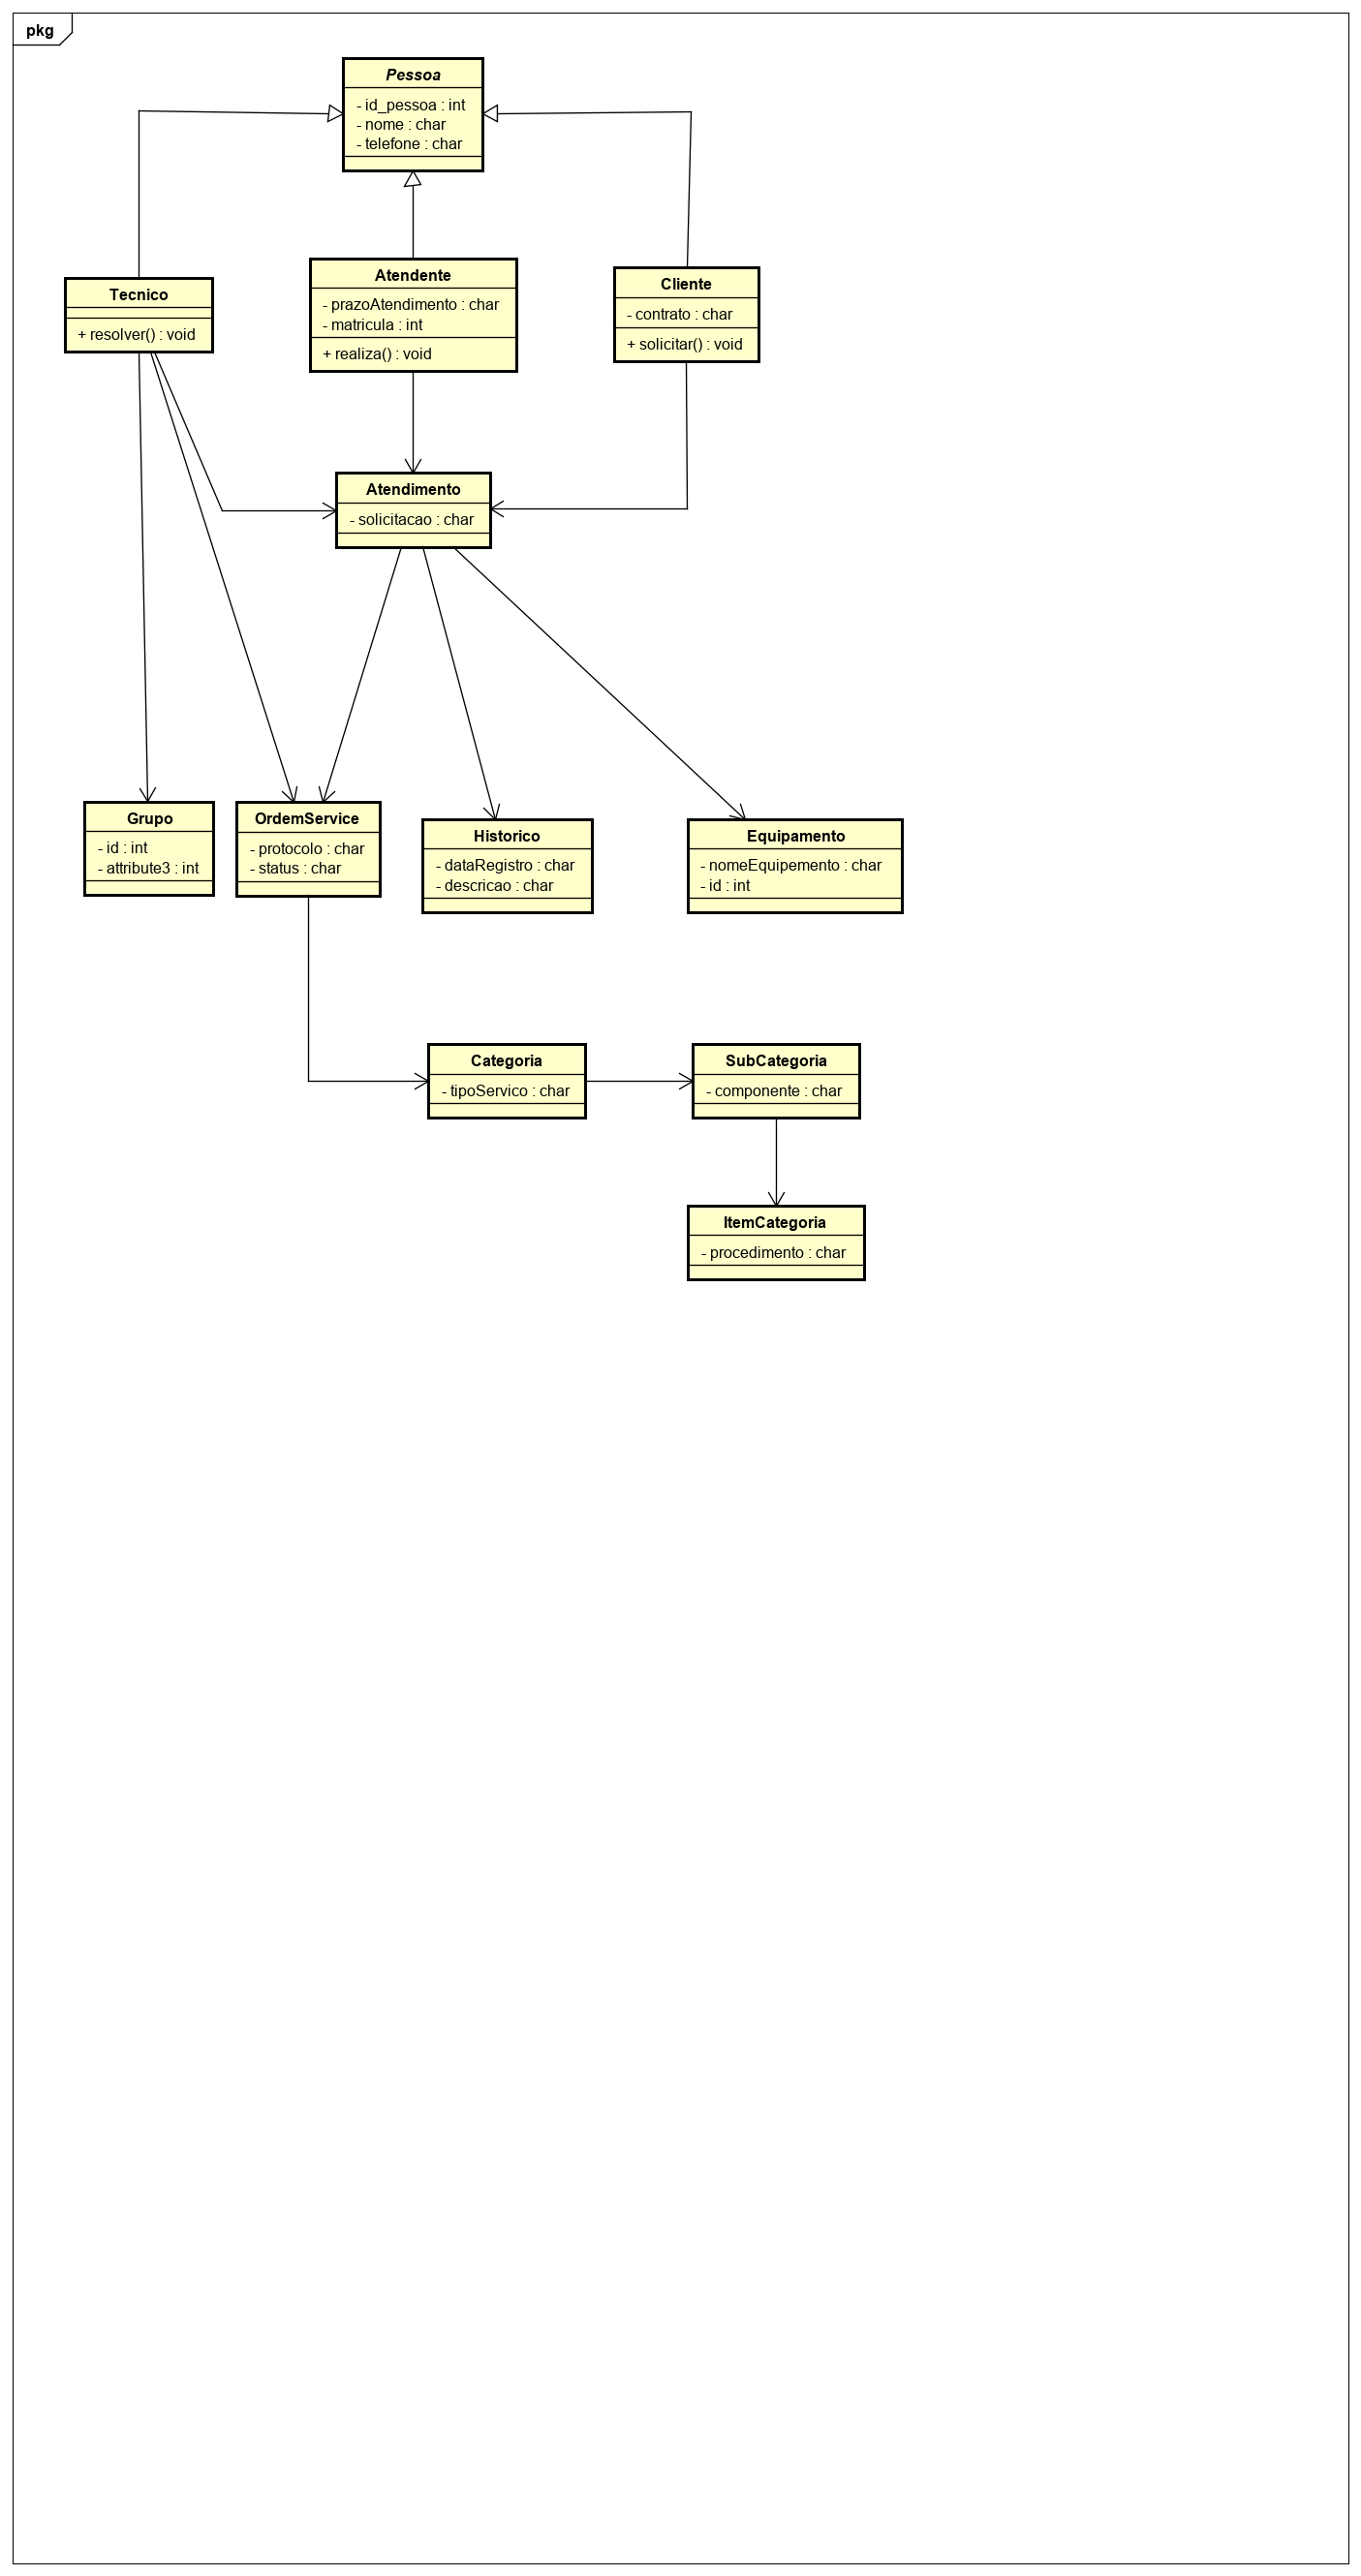 pkg
Pessoa
- id_pessoa : int
- nome : char
- telefone : char
Tecnico
+ resolver() : void
Atendente
- prazoAtendimento : char
- matricula : int
+ realiza() : void
Cliente
- contrato : char
+ solicitar() : void
Atendimento
- solicitacao : char
Grupo
- id : int
- attribute3 : int
OrdemService
- protocolo : char
- status : char
Historico
- dataRegistro : char
- descricao : char
Equipamento
- nomeEquipemento : char
- id : int
Categoria
- tipoServico : char
SubCategoria
- componente : char
ItemCategoria
- procedimento : char